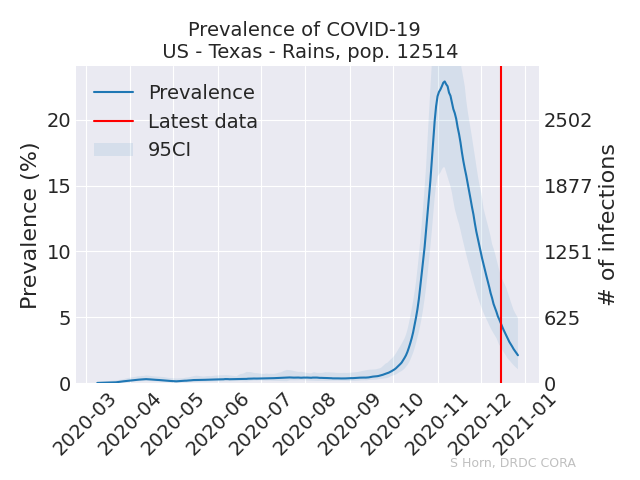 Prevalence of COVID-19
US - Texas - Rains, pop. 12514
Prevalence
Latest data
95CI
Prevalence (%)
20
15
10
5
0
2502
1877
1251
625
0
# of infections
2020-03
2020-04
2020-05
2020-06
2020-07
2020-08
2020-09
2020-10
2020-11
2020-12
2021-01
S Horn, DRDC CORA